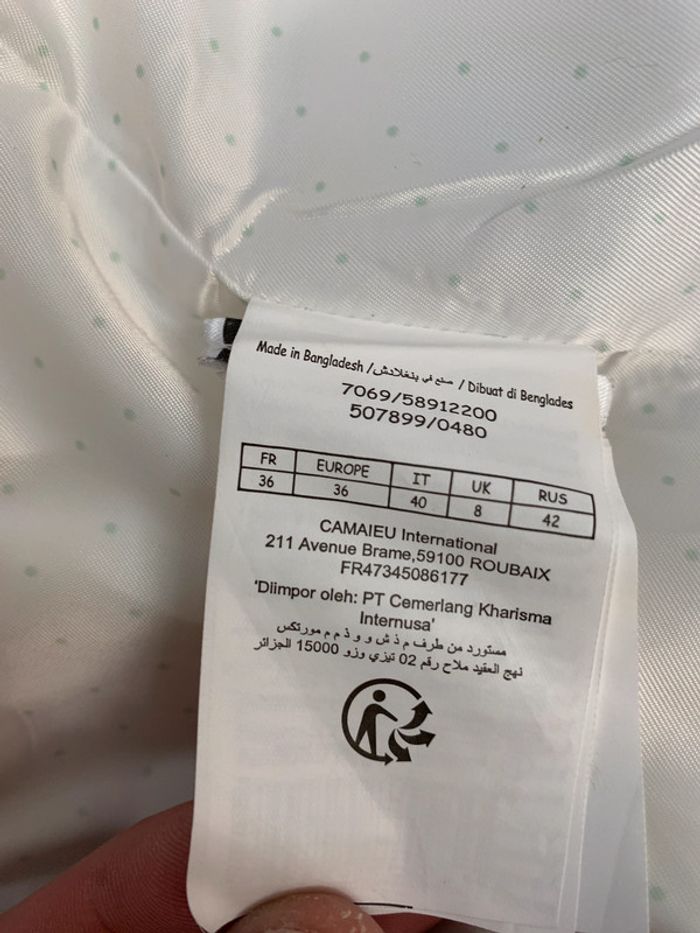 Made in Bangladesh / صنع في بنغلادش / Dibuat di Benglades
7069/58912200
507899/0480
FR EUROPE IT UK RUS
36 36 40 8 42
CAMAIEU International
211 Avenue Brame,59100 ROUBAIX
FR47345086177
'DIimpor oleh: PT Cemerlang Kharisma
Internusa'
مستورد من طرف م ذ ش و و ذ م م مورتكس
نهج العقيد ملاح رقم 02 تيزي وزو 15000 الجزائر